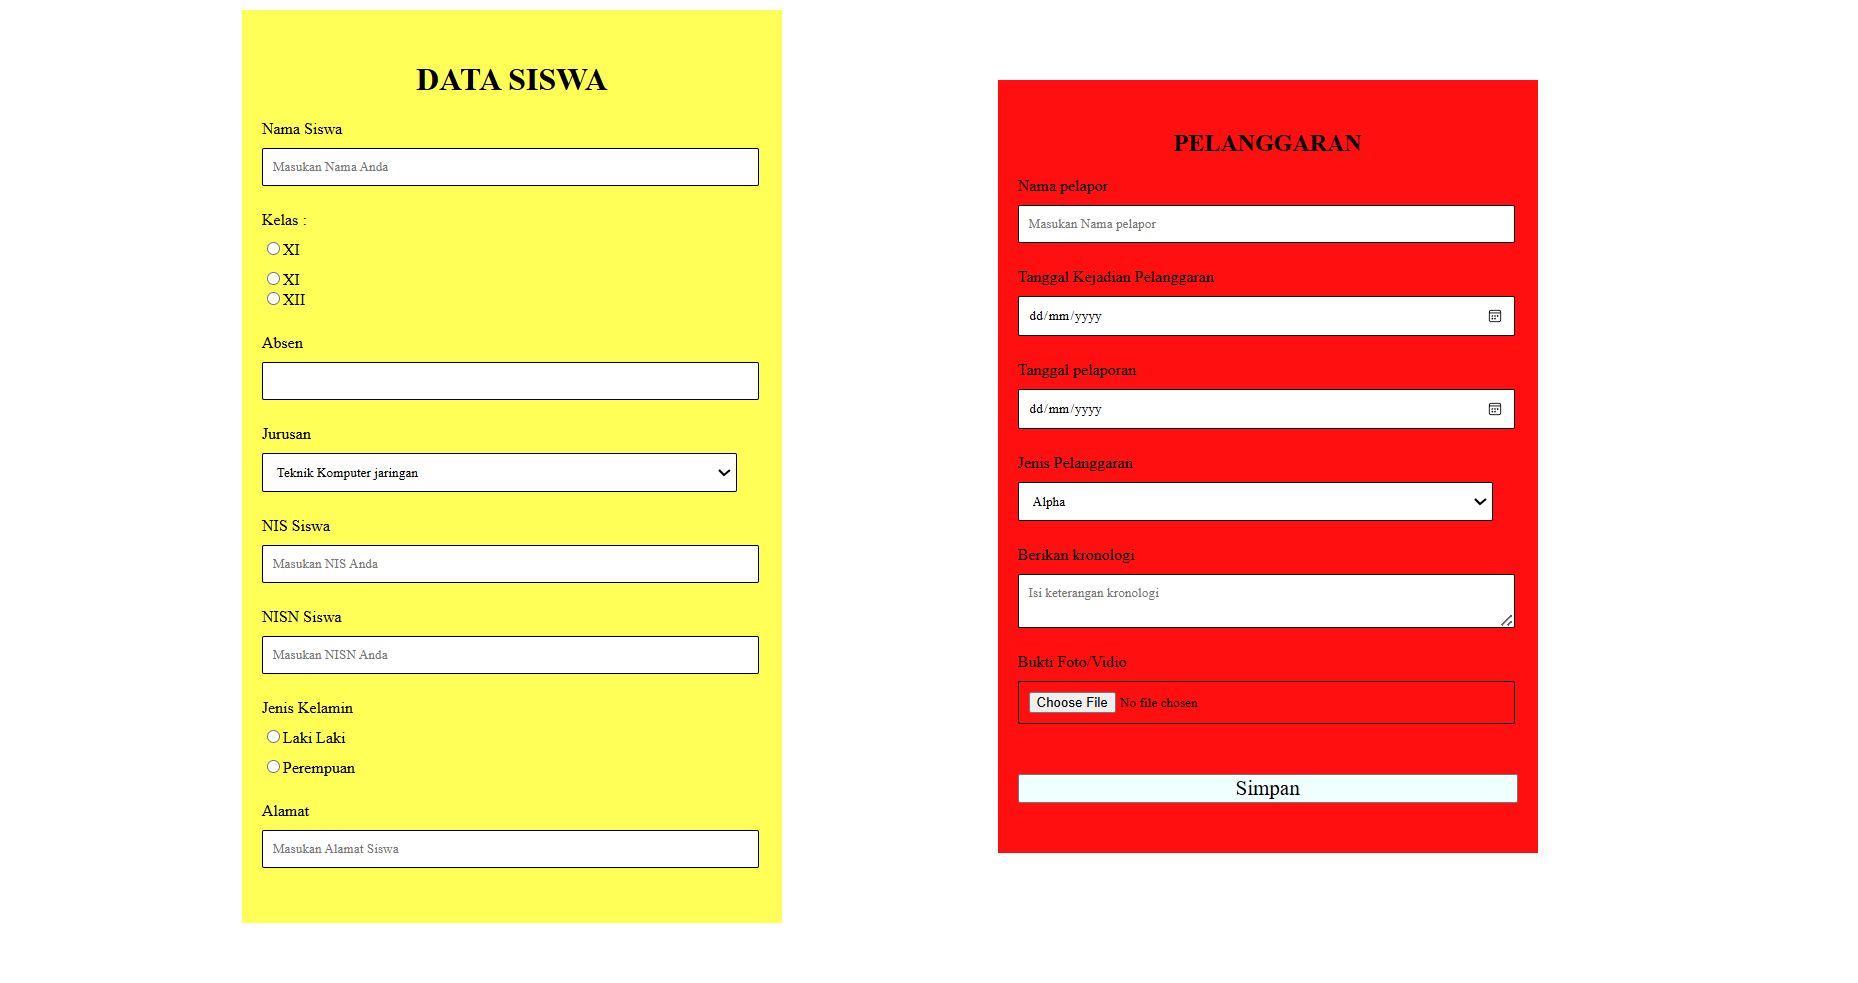 DATA SISWA
Nama Siswa
Masukan Nama Anda
Kelas :
XI
XI
XII
Absen
Jurusan
Teknik Komputer jaringan
NIS Siswa
Masukan NIS Anda
NISN Siswa
Masukan NISN Anda
Jenis Kelamin
Laki Laki
Perempuan
Alamat
Masukan Alamat Siswa
PELANGGARAN
Nama pelapor
Masukan Nama pelapor
Tanggal Kejadian Pelanggaran
dd/mm/yyyy
Tanggal pelaporan
dd/mm/yyyy
Jenis Pelanggaran
Alpha
Berikan kronologi
Isi keterangan kronologi
Bukti Foto/Vidio
Choose File No file chosen
Simpan